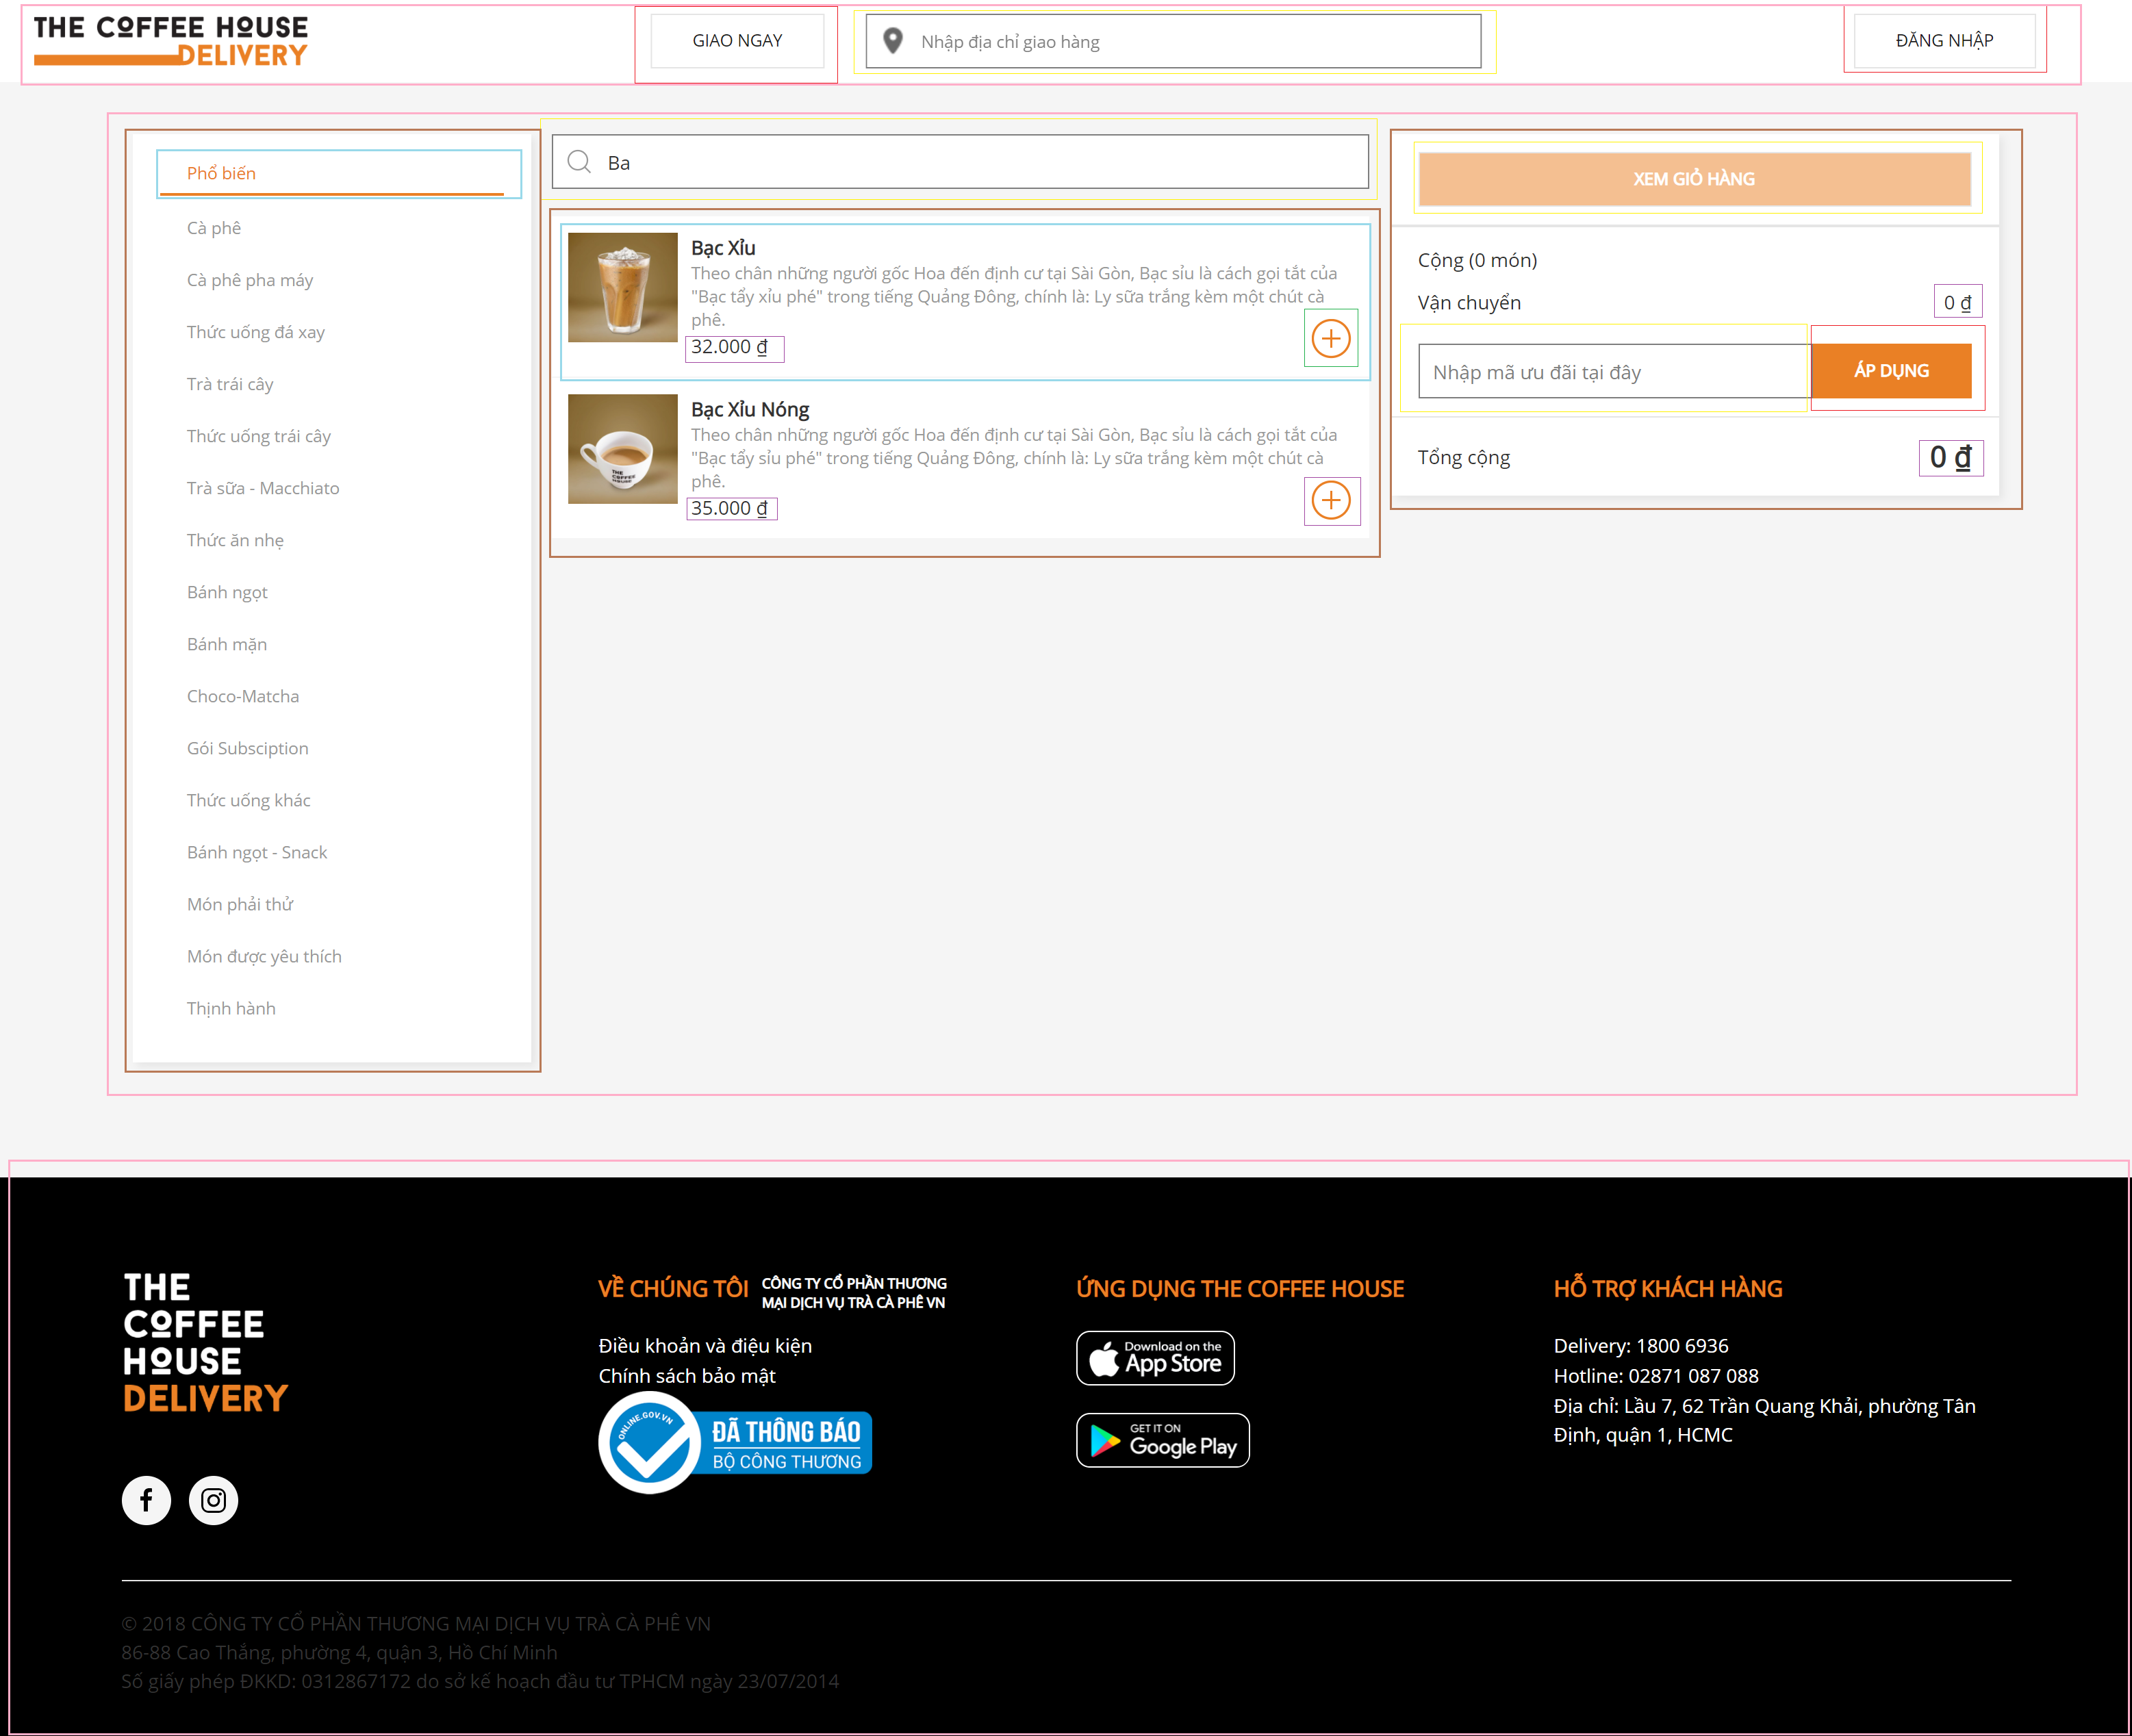 THE COFFEE HOUSE
DELIVERY
GIAO NGAY
Nhập địa chỉ giao hàng
ĐĂNG NHẬP
Phổ biến
Cà phê
Cà phê pha máy
Thức uống đá xay
Trà trái cây
Thức uống trái cây
Trà sữa - Macchiato
Thức ăn nhẹ
Bánh ngọt
Bánh mặn
Choco-Matcha
Gói Subsciption
Thức uống khác
Bánh ngọt - Snack
Món phải thử
Món được yêu thích
Thịnh hành
Ba
Bạc Xỉu
Theo chân những người gốc Hoa đến định cư tại Sài Gòn, Bạc sỉu là cách gọi tắt của
"Bạc tẩy xỉu phé" trong tiếng Quảng Đông, chính là: Ly sữa trắng kèm một chút cà
phê.
32.000 ₫
Bạc Xỉu Nóng
Theo chân những người gốc Hoa đến định cư tại Sài Gòn, Bạc sỉu là cách gọi tắt của
"Bạc tẩy sỉu phé" trong tiếng Quảng Đông, chính là: Ly sữa trắng kèm một chút cà
phê.
35.000 ₫
THE
COFFEE
HOUSE
XEM GIỎ HÀNG
Cộng (0 món)
Vận chuyển
0 ₫
Nhập mã ưu đãi tại đây
ÁP DỤNG
Tổng cộng
0 ₫
THE
COFFEE
HOUSE
DELIVERY
VỀ CHÚNG TÔI
CÔNG TY CỔ PHẦN THƯƠNG
MẠI DỊCH VỤ TRÀ CÀ PHÊ VN
Điều khoản và điệu kiện
Chính sách bảo mật
ONLINE.GOV.VN
ĐÃ THÔNG BÁO
BỘ CÔNG THƯƠNG
ỨNG DỤNG THE COFFEE HOUSE
Download on the
App Store
GET IT ON
Google Play
HỖ TRỢ KHÁCH HÀNG
Delivery: 1800 6936
Hotline: 02871 087 088
Địa chỉ: Lầu 7, 62 Trần Quang Khải, phường Tân
Định, quận 1, HCMC
© 2018 CÔNG TY CỔ PHẦN THƯƠNG MẠI DỊCH VỤ TRÀ CÀ PHÊ VN
86-88 Cao Thắng, phường 4, quận 3, Hồ Chí Minh
Số giấy phép ĐKKD: 0312867172 do sở kế hoạch đầu tư TPHCM ngày 23/07/2014